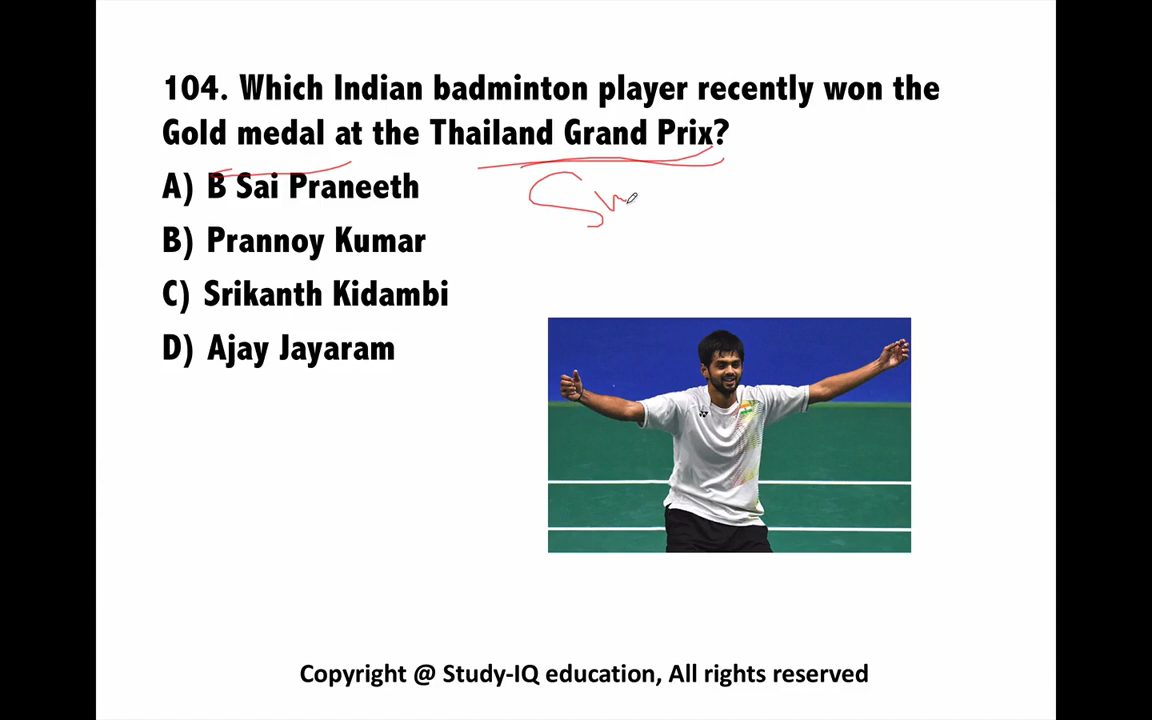 104. Which Indian badminton player recently won the
Gold medal at the Thailand Grand Prix?
A) B Sai Praneeth
B) Prannoy Kumar
C) Srikanth Kidambi
D) Ajay Jayaram
Copyright @ Study-IQ education, All rights reserved